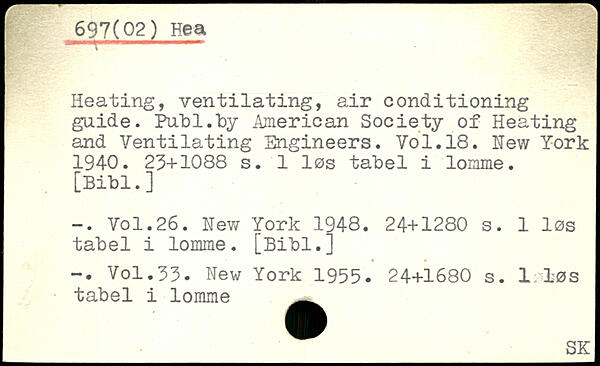 697(02) Hea
Heating, ventilating, air conditioning
guide. Publ.by American Society of Heating
and Ventilating Engineers. Vol.18. New York
1940. 23+1088 s. 1 løs tabel i lomme.
[Bibl.]
-. Vol.26. New York 1948. 24+1280 s. 1 løs
tabel i lomme. [Bibl.]
-. Vol.33. New York 1955. 24+1680 s. 1 løs
tabel i lomme
SK